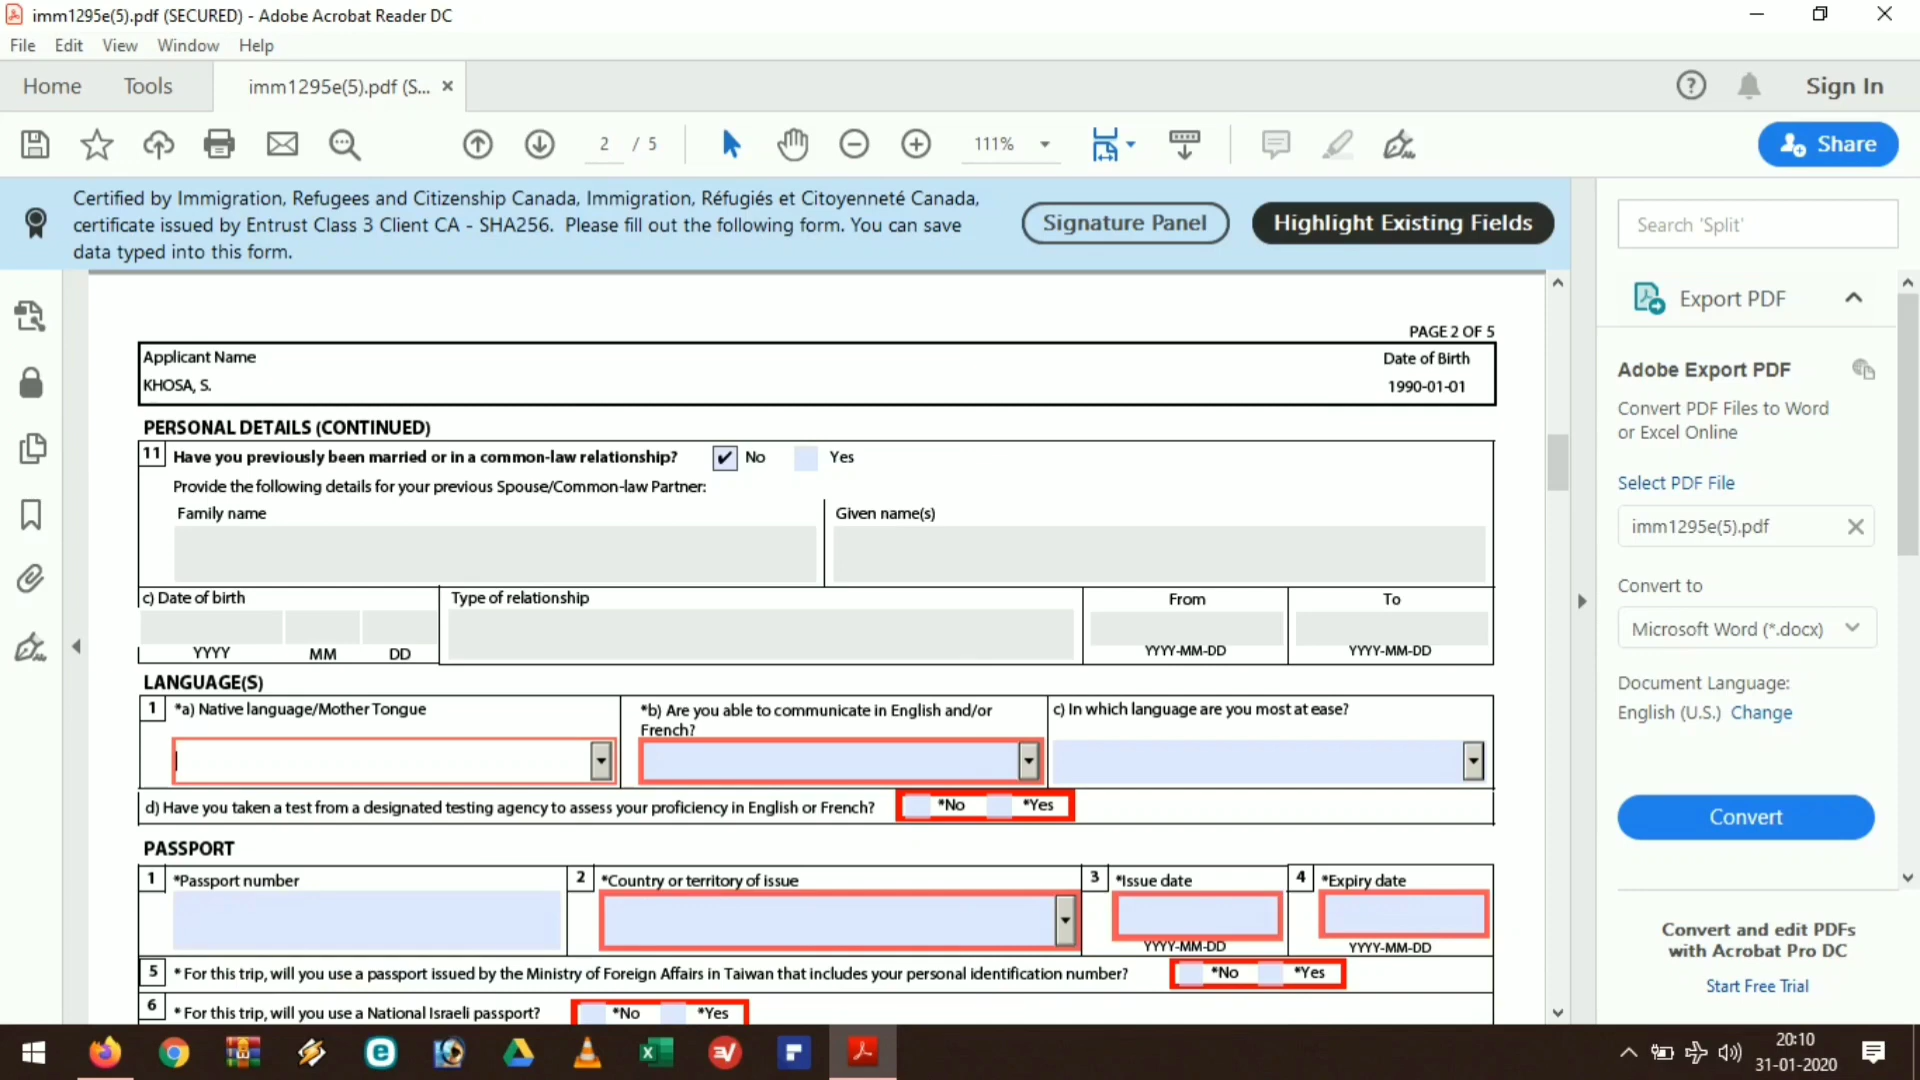 imm1295e(5).pdf (SECURED) - Adobe Acrobat Reader DC
File Edit View Window Help
Home Tools imm1295e(5).pdf (S... × ? Sign In
2 / 5 111% Share
Certified by Immigration, Refugees and Citizenship Canada, Immigration, Réfugiés et Citoyenneté Canada,
certificate issued by Entrust Class 3 Client CA - SHA256. Please fill out the following form. You can save
data typed into this form.
Signature Panel Highlight Existing Fields
Search 'Split'
Export PDF
Adobe Export PDF
Convert PDF Files to Word
or Excel Online
Select PDF File
imm1295e(5).pdf
Convert to
Microsoft Word (*.docx)
Document Language:
English (U.S.) Change
Convert
Convert and edit PDFs
with Acrobat Pro DC
Start Free Trial
PAGE 2 OF 5
Applicant Name Date of Birth
KHOSA, S. 1990-01-01
PERSONAL DETAILS (CONTINUED)
11 Have you previously been married or in a common-law relationship? ✔ No Yes
Provide the following details for your previous Spouse/Common-law Partner:
Family name Given name(s)
c) Date of birth Type of relationship From To
YYYY MM DD YYYY-MM-DD YYYY-MM-DD
LANGUAGE(S)
1 *a) Native language/Mother Tongue
*b) Are you able to communicate in English and/or
French?
c) In which language are you most at ease?
d) Have you taken a test from a designated testing agency to assess your proficiency in English or French? *No *Yes
PASSPORT
1 *Passport number 2 *Country or territory of issue 3 *Issue date 4 *Expiry date
YYYY-MM-DD YYYY-MM-DD
5 * For this trip, will you use a passport issued by the Ministry of Foreign Affairs in Taiwan that includes your personal identification number? *No *Yes
6 * For this trip, will you use a National Israeli passport? *No *Yes
20:10
31-01-2020